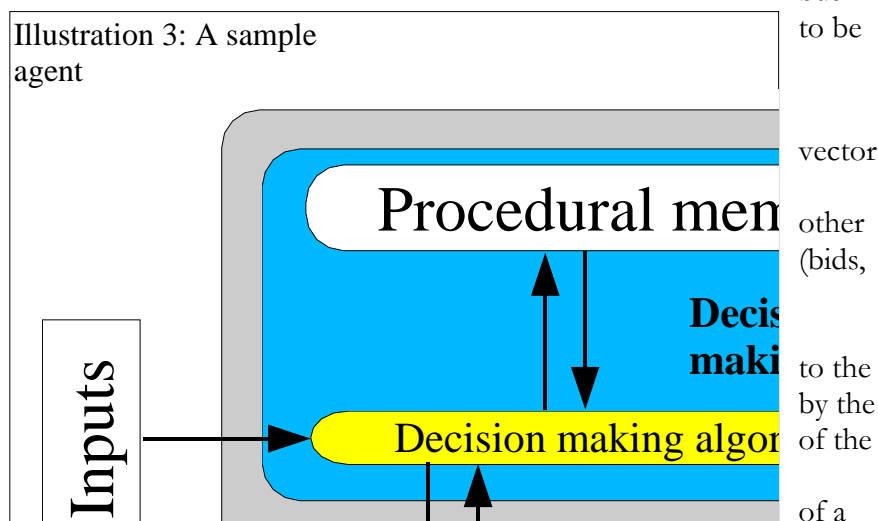 Illustration 3: A sample
agent
Procedural mem
Decis
maki
Decision making algor
Inputs
to be
vector
other
(bids,
to the
by the
of the
of a